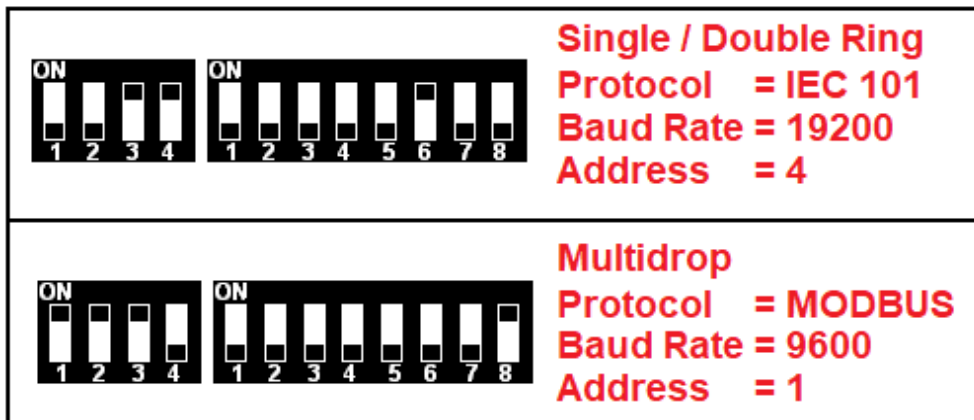 ON ON
1 2 3 4 1 2 3 4 5 6 7 8
Single / Double Ring
Protocol = IEC 101
Baud Rate = 19200
Address = 4
ON ON
1 2 3 4 1 2 3 4 5 6 7 8
Multidrop
Protocol = MODBUS
Baud Rate = 9600
Address = 1